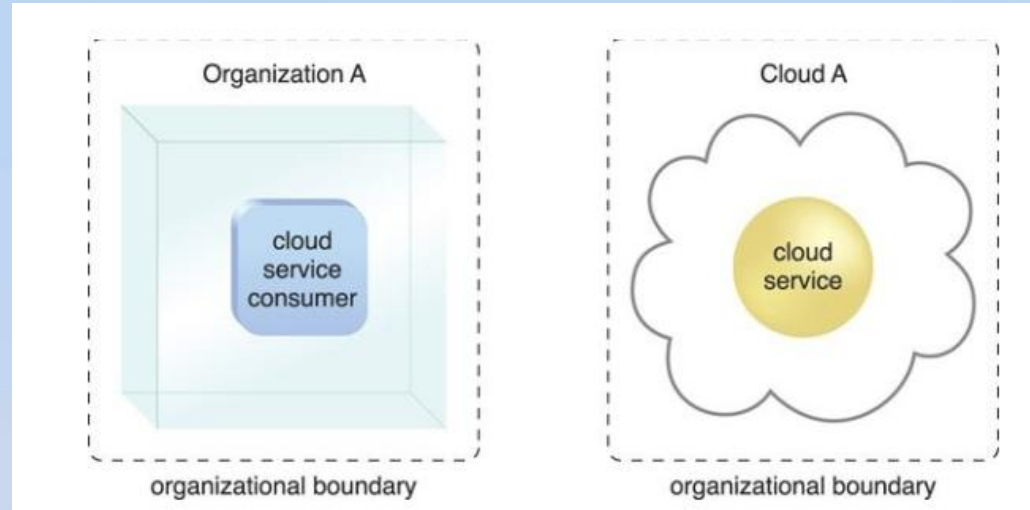 Organization A
cloud
service
consumer
organizational boundary
Cloud A
cloud
service
organizational boundary